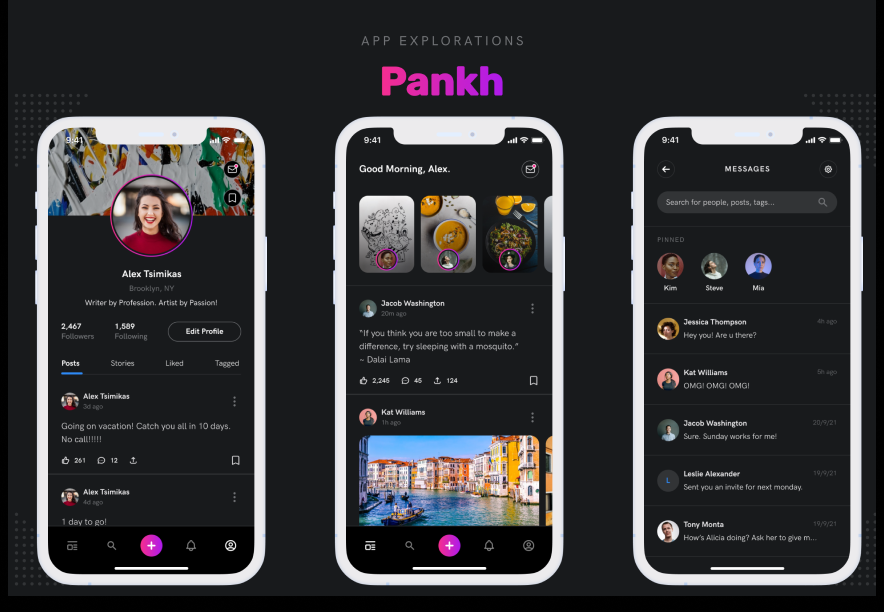 APP EXPLORATIONS
Pankh
9:41
Alex Tsimikas
Brooklyn, NY
Writer by Profession. Artist by Passion!
2,467
Followers
1,589
Following
Edit Profile
Posts
Stories
Liked
Tagged
Alex Tsimikas
3d ago
Going on vacation! Catch you all in 10 days.
No call!!!!!
261
12
Alex Tsimikas
4d ago
1 day to go!
9:41
Good Morning, Alex.
Jacob Washington
20m ago
“If you think you are too small to make a
difference, try sleeping with a mosquito.”
~ Dalai Lama
2,245
45
124
Kat Williams
1h ago
9:41
MESSAGES
Search for people, posts, tags...
PINNED
Kim
Steve
Mia
Jessica Thompson
4h ago
Hey you! Are u there?
Kat Williams
5h ago
OMG! OMG! OMG!
Jacob Washington
20/9/21
Sure. Sunday works for me!
L
Leslie Alexander
19/9/21
Sent you an invite for next monday.
Tony Monta
19/9/21
How’s Alicia doing? Ask her to give m...